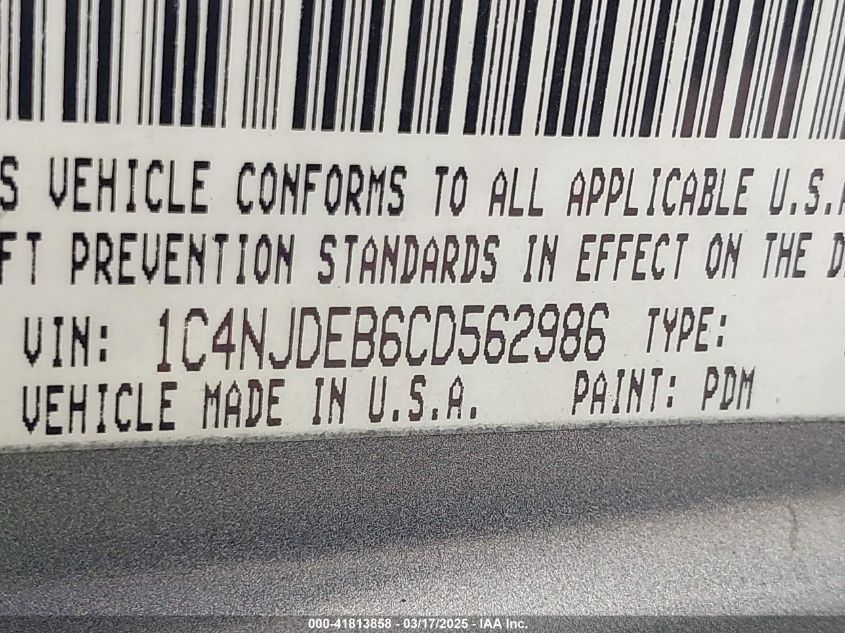 S VEHICLE CONFORMS TO ALL APPLICABLE U.S.A
FT PREVENTION STANDARDS IN EFFECT ON THE D
VIN: 1C4NJDEB6CD562986 TYPE:
VEHICLE MADE IN U.S.A. PAINT: PDM
000-41813858 - 03/17/2025 - IAA Inc.